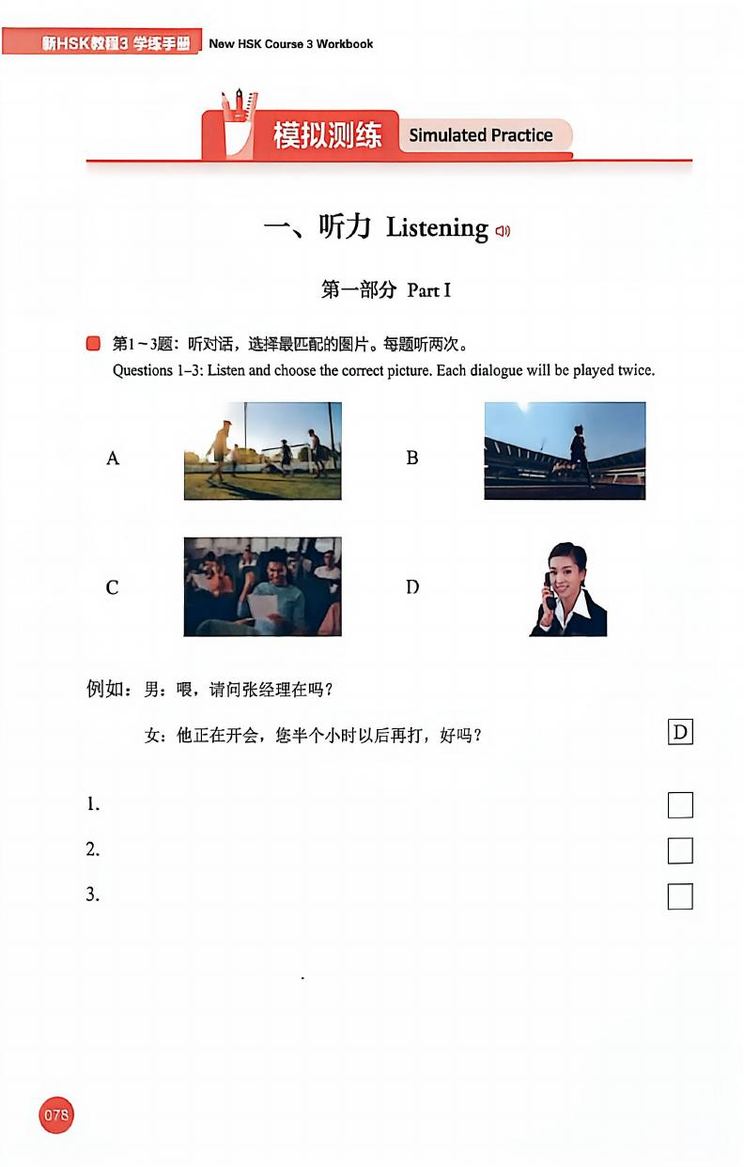 新HSK教程3 学练手册 New HSK Course 3 Workbook
模拟测练 Simulated Practice
一、听力 Listening
第一部分 Part I
第1~3题：听对话，选择最匹配的图片。每题听两次。
Questions 1–3: Listen and choose the correct picture. Each dialogue will be played twice.
A B
C D
例如：男：喂，请问张经理在吗？
女：他正在开会，您半个小时以后再打，好吗？ D
1.
2.
3.
078